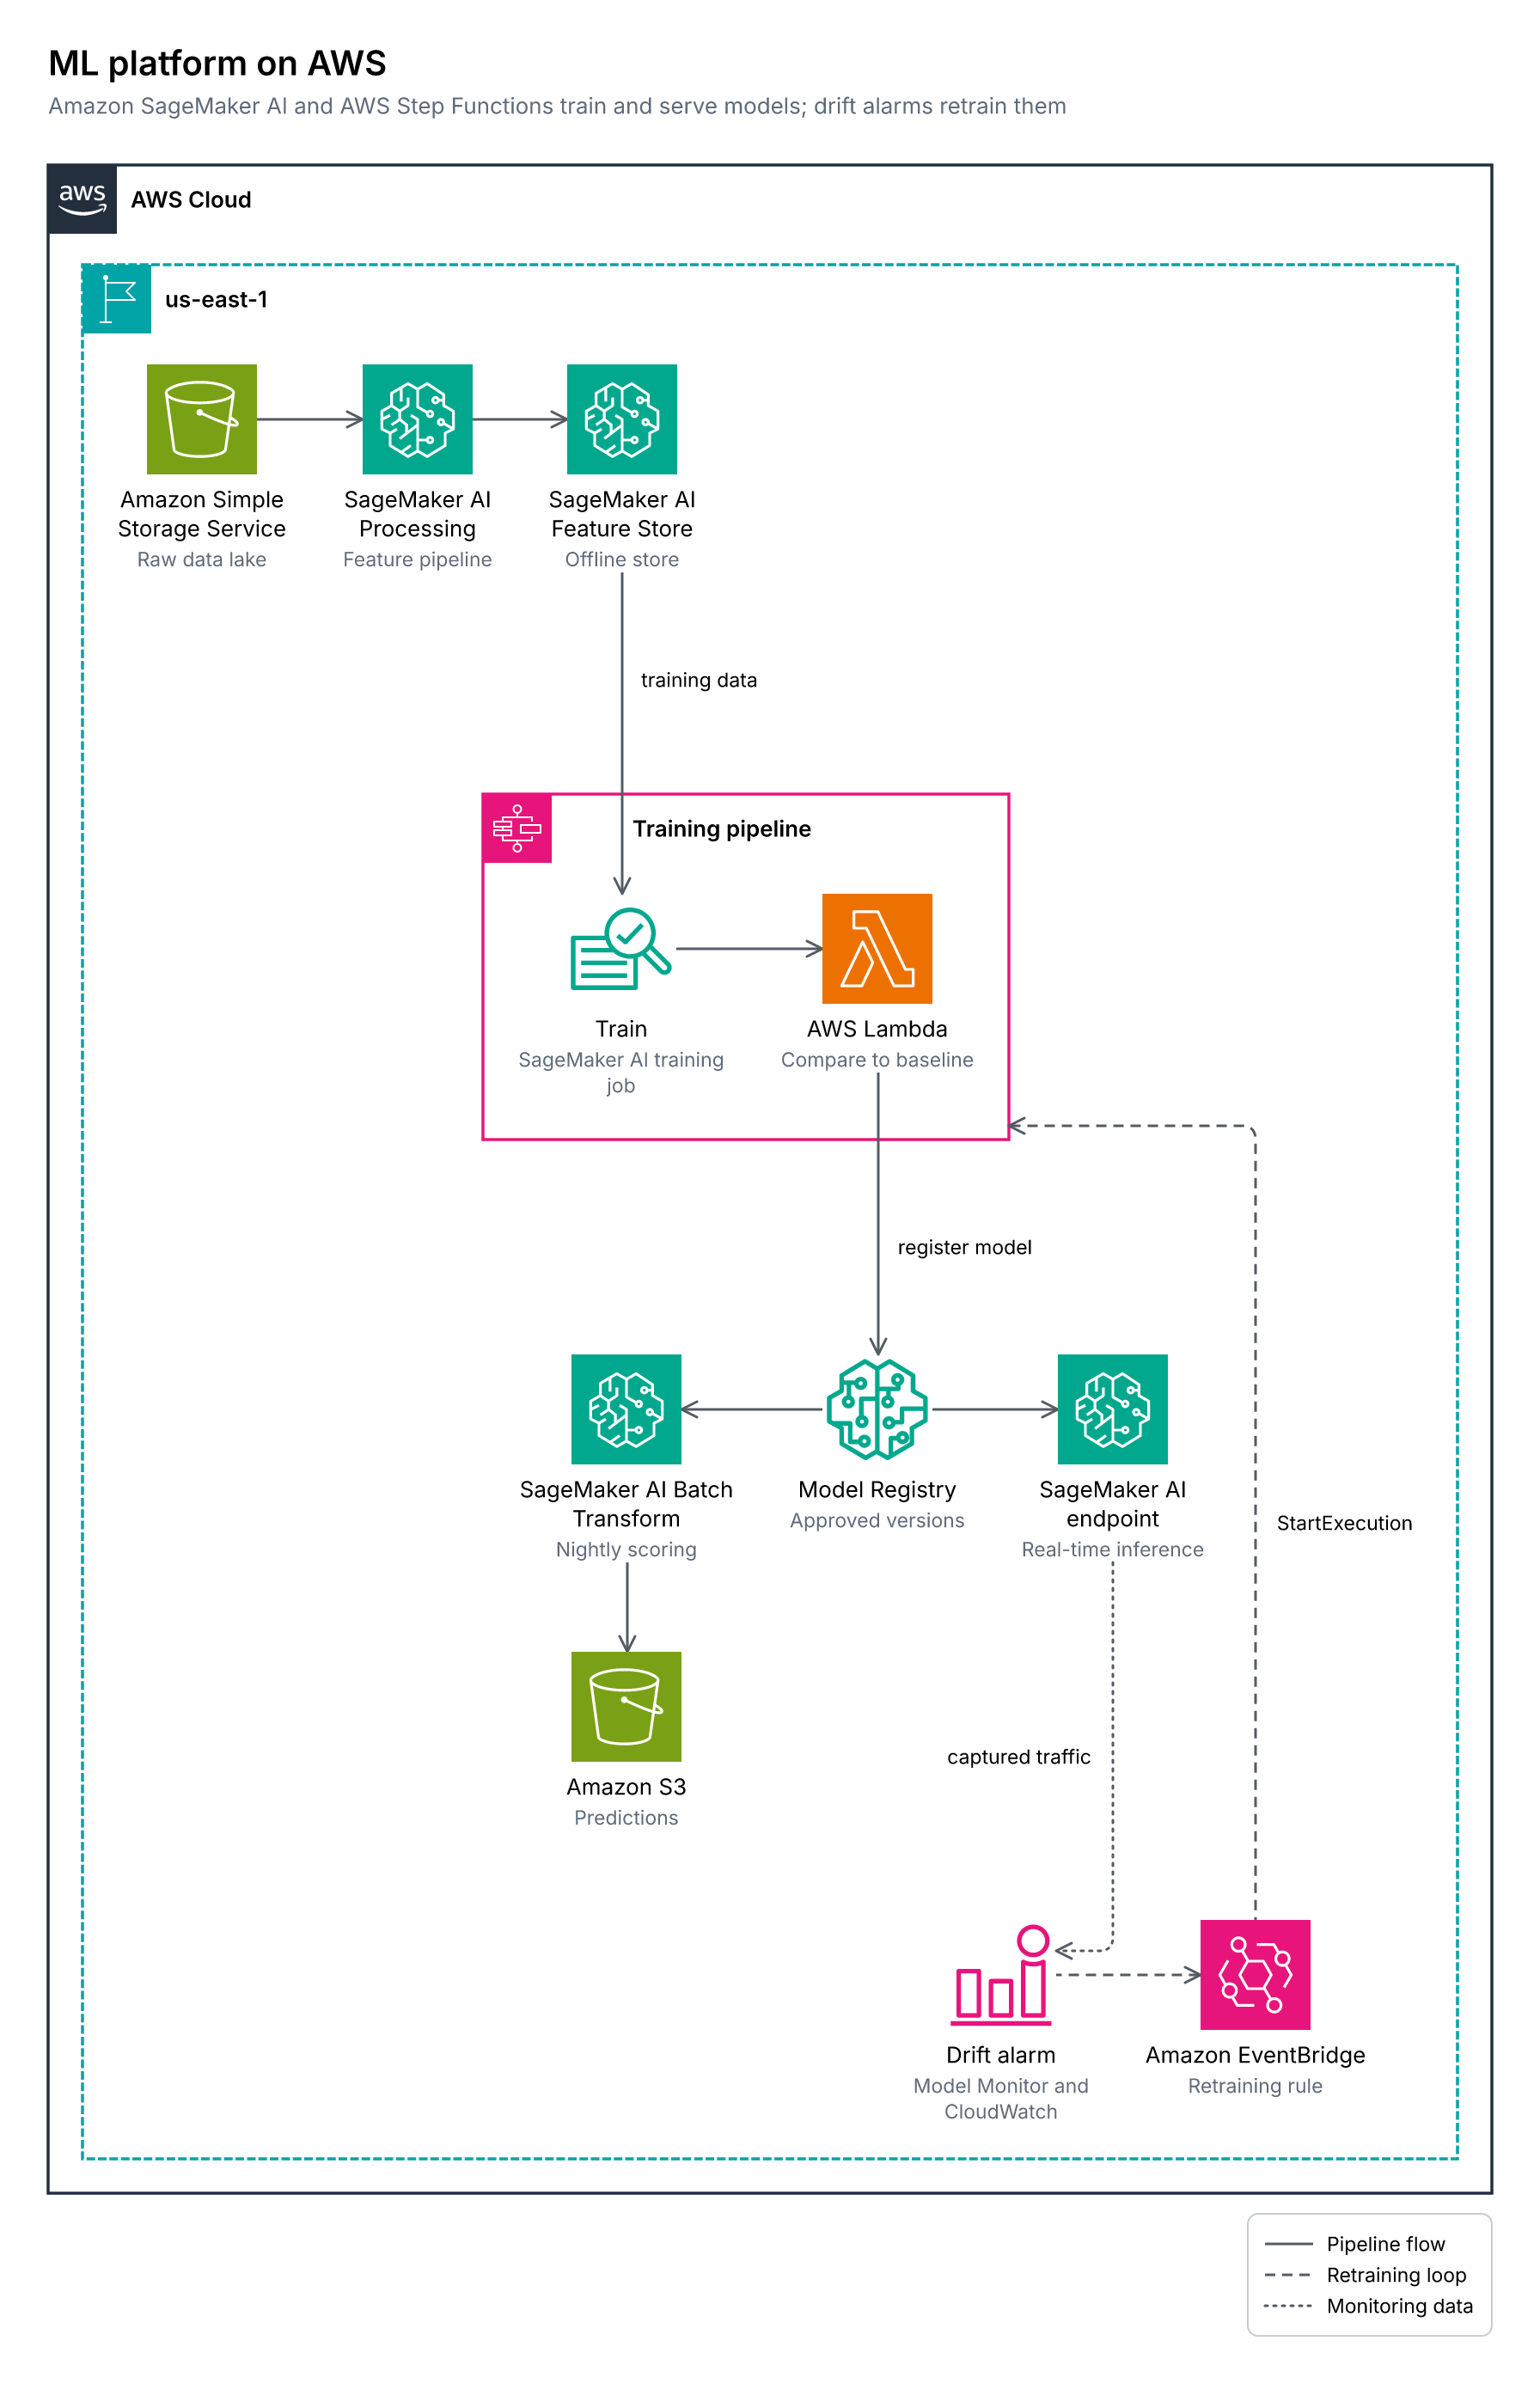 ML platform on AWS
Amazon SageMaker AI and AWS Step Functions train and serve models; drift alarms retrain them
aws
AWS Cloud
us-east-1
Amazon Simple
Storage Service
Raw data lake
SageMaker AI
Processing
Feature pipeline
SageMaker AI
Feature Store
Offline store
training data
Training pipeline
Train
SageMaker AI training
job
AWS Lambda
Compare to baseline
register model
SageMaker AI Batch
Transform
Nightly scoring
Model Registry
Approved versions
SageMaker AI
endpoint
Real-time inference
StartExecution
Amazon S3
Predictions
captured traffic
Drift alarm
Model Monitor and
CloudWatch
Amazon EventBridge
Retraining rule
Pipeline flow
Retraining loop
Monitoring data